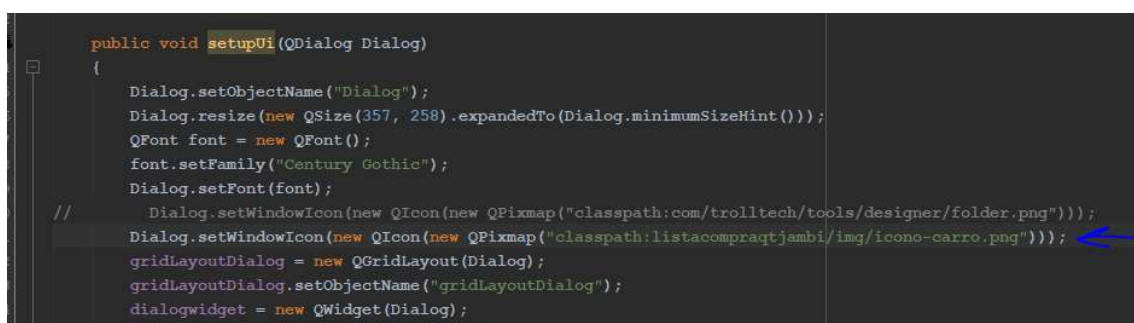 public void setupUi(QDialog Dialog)
{
Dialog.setObjectName("Dialog");
Dialog.resize(new QSize(357, 258).expandedTo(Dialog.minimumSizeHint()));
QFont font = new QFont();
font.setFamily("Century Gothic");
Dialog.setFont(font);
// Dialog.setWindowIcon(new QIcon(new QPixmap("classpath:com/trolltech/tools/designer/folder.png")));
Dialog.setWindowIcon(new QIcon(new QPixmap("classpath:listacompraqtjambi/img/icono-carro.png")));
gridLayoutDialog = new QGridLayout(Dialog);
gridLayoutDialog.setObjectName("gridLayoutDialog");
dialogwidget = new QWidget(Dialog);